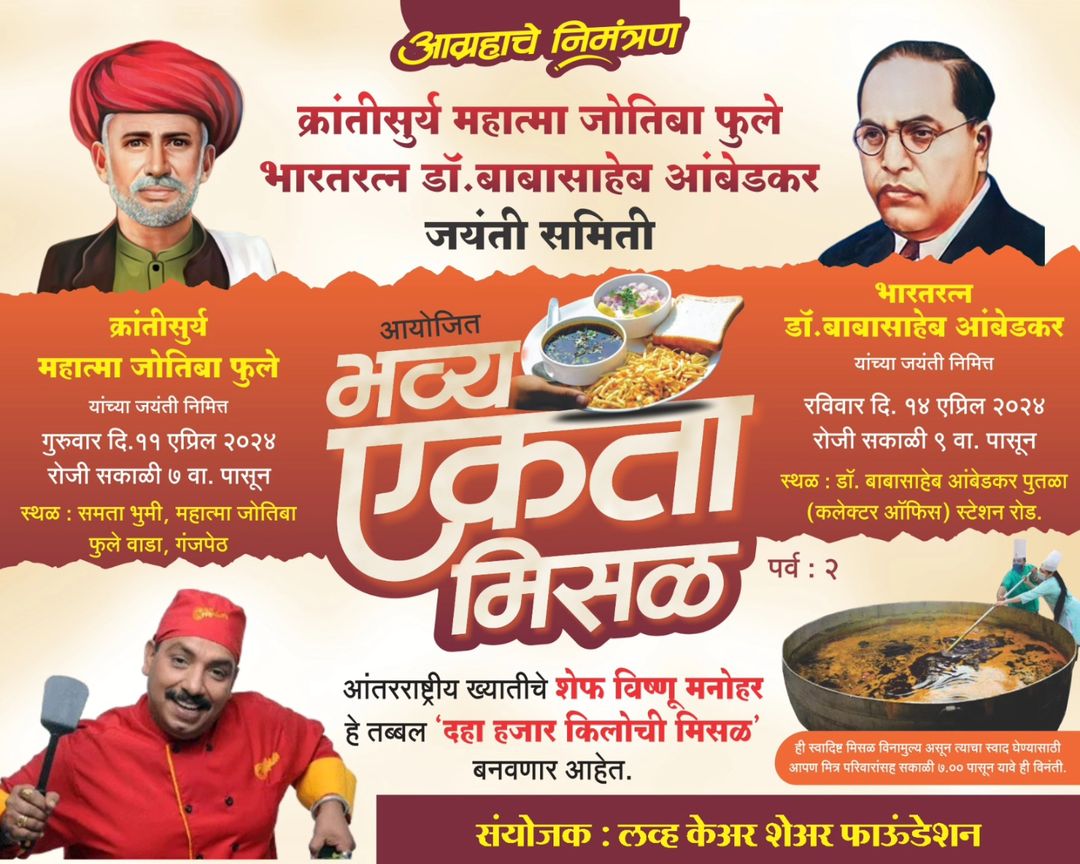 आग्रहाचे निमंत्रण
क्रांतीसुर्य महात्मा जोतिबा फुले
भारतरत्न डॉ.बाबासाहेब आंबेडकर
जयंती समिती
आयोजित
भव्य
एकता
मिसळ
पर्व : २
क्रांतीसुर्य
महात्मा जोतिबा फुले
यांच्या जयंती निमित्त
गुरुवार दि.११ एप्रिल २०२४
रोजी सकाळी ७ वा. पासून
स्थळ : समता भुमी, महात्मा जोतिबा
फुले वाडा, गंजपेठ
भारतरत्न
डॉ.बाबासाहेब आंबेडकर
यांच्या जयंती निमित्त
रविवार दि. १४ एप्रिल २०२४
रोजी सकाळी ९ वा. पासून
स्थळ : डॉ. बाबासाहेब आंबेडकर पुतळा
(कलेक्टर ऑफिस) स्टेशन रोड.
आंतरराष्ट्रीय ख्यातीचे शेफ विष्णू मनोहर
हे तब्बल ‘दहा हजार किलोची मिसळ’
बनवणार आहेत.
ही स्वादिष्ट मिसळ विनामुल्य असून त्याचा स्वाद घेण्यासाठी
आपण मित्र परिवारांसह सकाळी ७.०० पासून यावे ही विनंती.
संयोजक : लव्ह केअर शेअर फाऊंडेशन